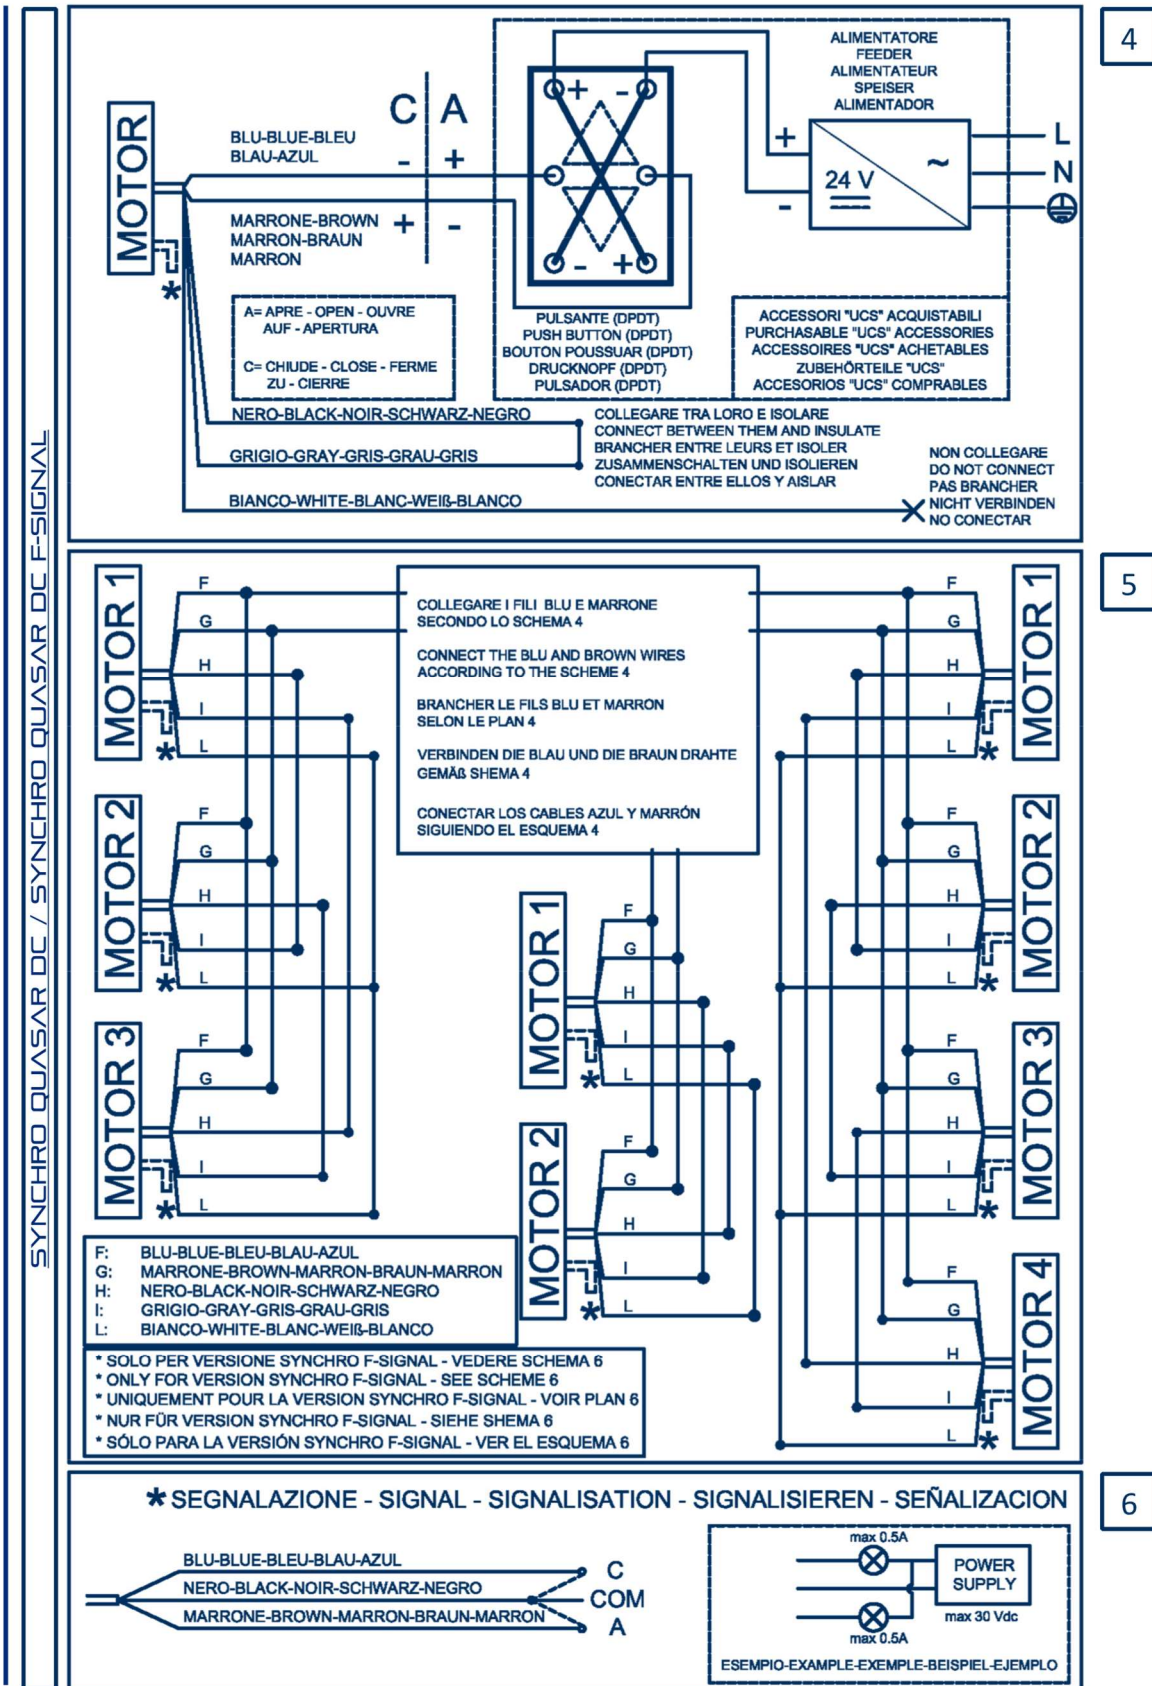 SYNCHRO QUASAR DC / SYNCHRO QUASAR DC F-SIGNAL
4
MOTOR
*
BLU-BLUE-BLEU
BLAU-AZUL
C A
- +
MARRONE-BROWN
MARRON-BRAUN
MARRON
+ -
A= APRE - OPEN - OUVRE
AUF - APERTURA
C= CHIUDE - CLOSE - FERME
ZU - CIERRE
+ -
- +
PULSANTE (DPDT)
PUSH BUTTON (DPDT)
BOUTON POUSSUAR (DPDT)
DRUCKNOPF (DPDT)
PULSADOR (DPDT)
ALIMENTATORE
FEEDER
ALIMENTATEUR
SPEISER
ALIMENTADOR
+
-
24 V
~
L
N
ACCESSORI "UCS" ACQUISTABILI
PURCHASABLE "UCS" ACCESSORIES
ACCESSOIRES "UCS" ACHETABLES
ZUBEHÖRTEILE "UCS"
ACCESORIOS "UCS" COMPRABLES
NERO-BLACK-NOIR-SCHWARZ-NEGRO
GRIGIO-GRAY-GRIS-GRAU-GRIS
BIANCO-WHITE-BLANC-WEIß-BLANCO
COLLEGARE TRA LORO E ISOLARE
CONNECT BETWEEN THEM AND INSULATE
BRANCHER ENTRE LEURS ET ISOLER
ZUSAMMENSCHALTEN UND ISOLIEREN
CONECTAR ENTRE ELLOS Y AISLAR
NON COLLEGARE
DO NOT CONNECT
PAS BRANCHER
NICHT VERBINDEN
NO CONECTAR
5
MOTOR 1
*
F
G
H
I
L
MOTOR 2
*
F
G
H
I
L
MOTOR 3
*
F
G
H
I
L
COLLEGARE I FILI BLU E MARRONE
SECONDO LO SCHEMA 4
CONNECT THE BLU AND BROWN WIRES
ACCORDING TO THE SCHEME 4
BRANCHER LE FILS BLU ET MARRON
SELON LE PLAN 4
VERBINDEN DIE BLAU UND DIE BRAUN DRAHTE
GEMÄß SHEMA 4
CONECTAR LOS CABLES AZUL Y MARRÓN
SIGUIENDO EL ESQUEMA 4
MOTOR 1
*
F
G
H
I
L
MOTOR 2
*
F
G
H
I
L
MOTOR 1
*
F
G
H
I
L
MOTOR 2
*
F
G
H
I
L
MOTOR 3
*
F
G
H
I
L
MOTOR 4
*
F
G
H
I
L
F: BLU-BLUE-BLEU-BLAU-AZUL
G: MARRONE-BROWN-MARRON-BRAUN-MARRON
H: NERO-BLACK-NOIR-SCHWARZ-NEGRO
I: GRIGIO-GRAY-GRIS-GRAU-GRIS
L: BIANCO-WHITE-BLANC-WEIß-BLANCO
* SOLO PER VERSIONE SYNCHRO F-SIGNAL - VEDERE SCHEMA 6
* ONLY FOR VERSION SYNCHRO F-SIGNAL - SEE SCHEME 6
* UNIQUEMENT POUR LA VERSION SYNCHRO F-SIGNAL - VOIR PLAN 6
* NUR FÜR VERSION SYNCHRO F-SIGNAL - SIEHE SHEMA 6
* SÓLO PARA LA VERSIÓN SYNCHRO F-SIGNAL - VER EL ESQUEMA 6
6
* SEGNALAZIONE - SIGNAL - SIGNALISATION - SIGNALISIEREN - SEÑALIZACION
BLU-BLUE-BLEU-BLAU-AZUL
NERO-BLACK-NOIR-SCHWARZ-NEGRO
MARRONE-BROWN-MARRON-BRAUN-MARRON
C
COM
A
max 0.5A
POWER
SUPPLY
max 30 Vdc
max 0.5A
ESEMPIO-EXAMPLE-EXEMPLE-BEISPIEL-EJEMPLO